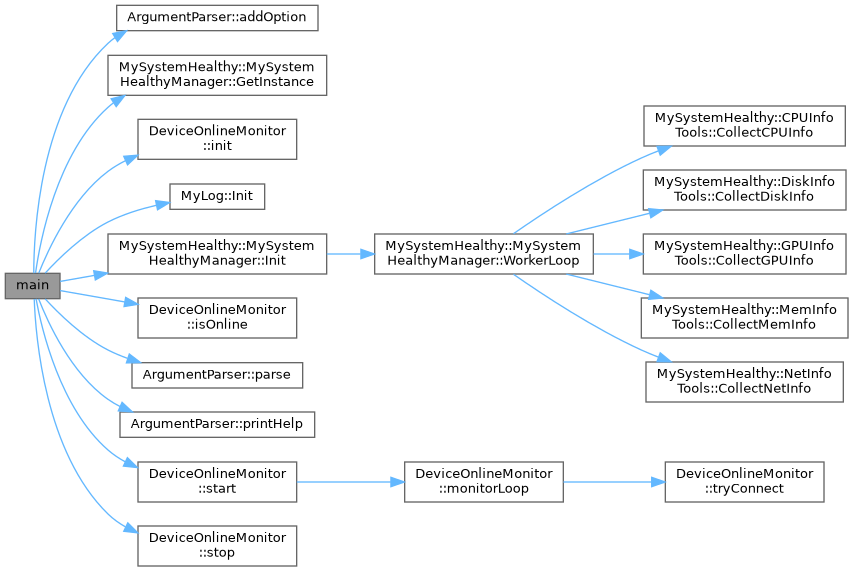 main
ArgumentParser::addOption
MySystemHealthy::MySystem
HealthyManager::GetInstance
DeviceOnlineMonitor
::init
MyLog::Init
MySystemHealthy::MySystem
HealthyManager::Init
MySystemHealthy::MySystem
HealthyManager::WorkerLoop
MySystemHealthy::CPUInfo
Tools::CollectCPUInfo
MySystemHealthy::DiskInfo
Tools::CollectDiskInfo
MySystemHealthy::GPUInfo
Tools::CollectGPUInfo
MySystemHealthy::MemInfo
Tools::CollectMemInfo
MySystemHealthy::NetInfo
Tools::CollectNetInfo
DeviceOnlineMonitor
::isOnline
ArgumentParser::parse
ArgumentParser::printHelp
DeviceOnlineMonitor
::start
DeviceOnlineMonitor
::monitorLoop
DeviceOnlineMonitor
::tryConnect
DeviceOnlineMonitor
::stop